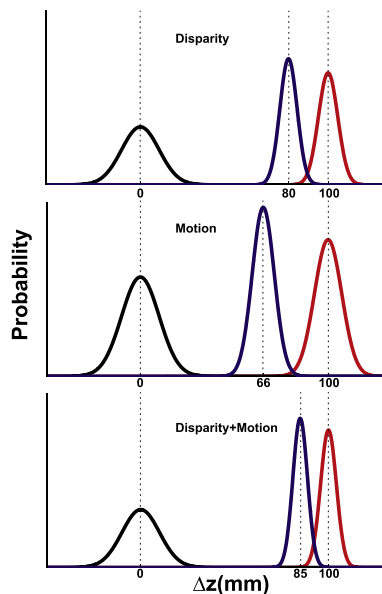 Disparity
0 80 100
Motion
0 66 100
Disparity+Motion
0 85 100
Δz(mm)
Probability